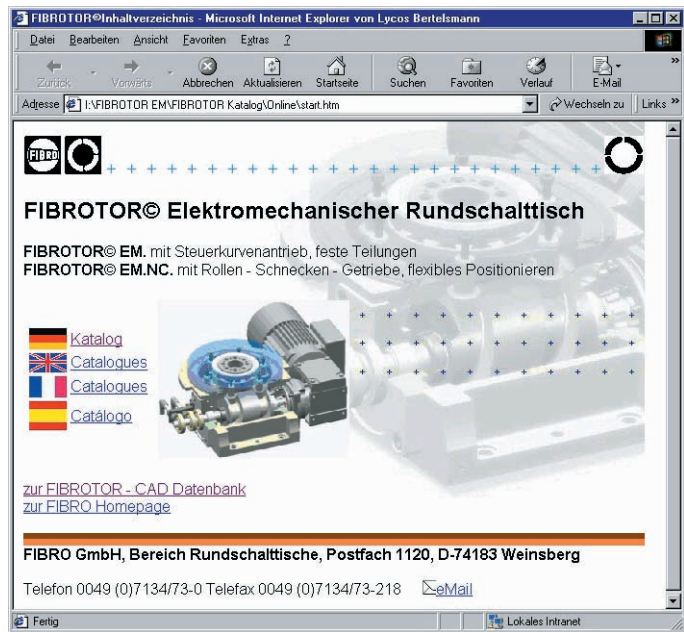 FIBROTOR®Inhaltverzeichnis - Microsoft Internet Explorer von Lycos Bertelsmann
Datei Bearbeiten Ansicht Favoriten Extras ?
Zurück Vorwärts Abbrechen Aktualisieren Startseite Suchen Favoriten Verlauf E-Mail »
Adresse I:\FIBROTOR EM\FIBROTOR Katalog\Online\start.htm Wechseln zu Links »
FIBRO
FIBROTOR© Elektromechanischer Rundschalttisch
FIBROTOR© EM. mit Steuerkurvenantrieb, feste Teilungen
FIBROTOR© EM.NC. mit Rollen - Schnecken - Getriebe, flexibles Positionieren
Katalog
Catalogues
Catalogues
Catálogo
zur FIBROTOR - CAD Datenbank
zur FIBRO Homepage
FIBRO GmbH, Bereich Rundschalttische, Postfach 1120, D-74183 Weinsberg
Telefon 0049 (0)7134/73-0 Telefax 0049 (0)7134/73-218 eMail
Fertig Lokales Intranet